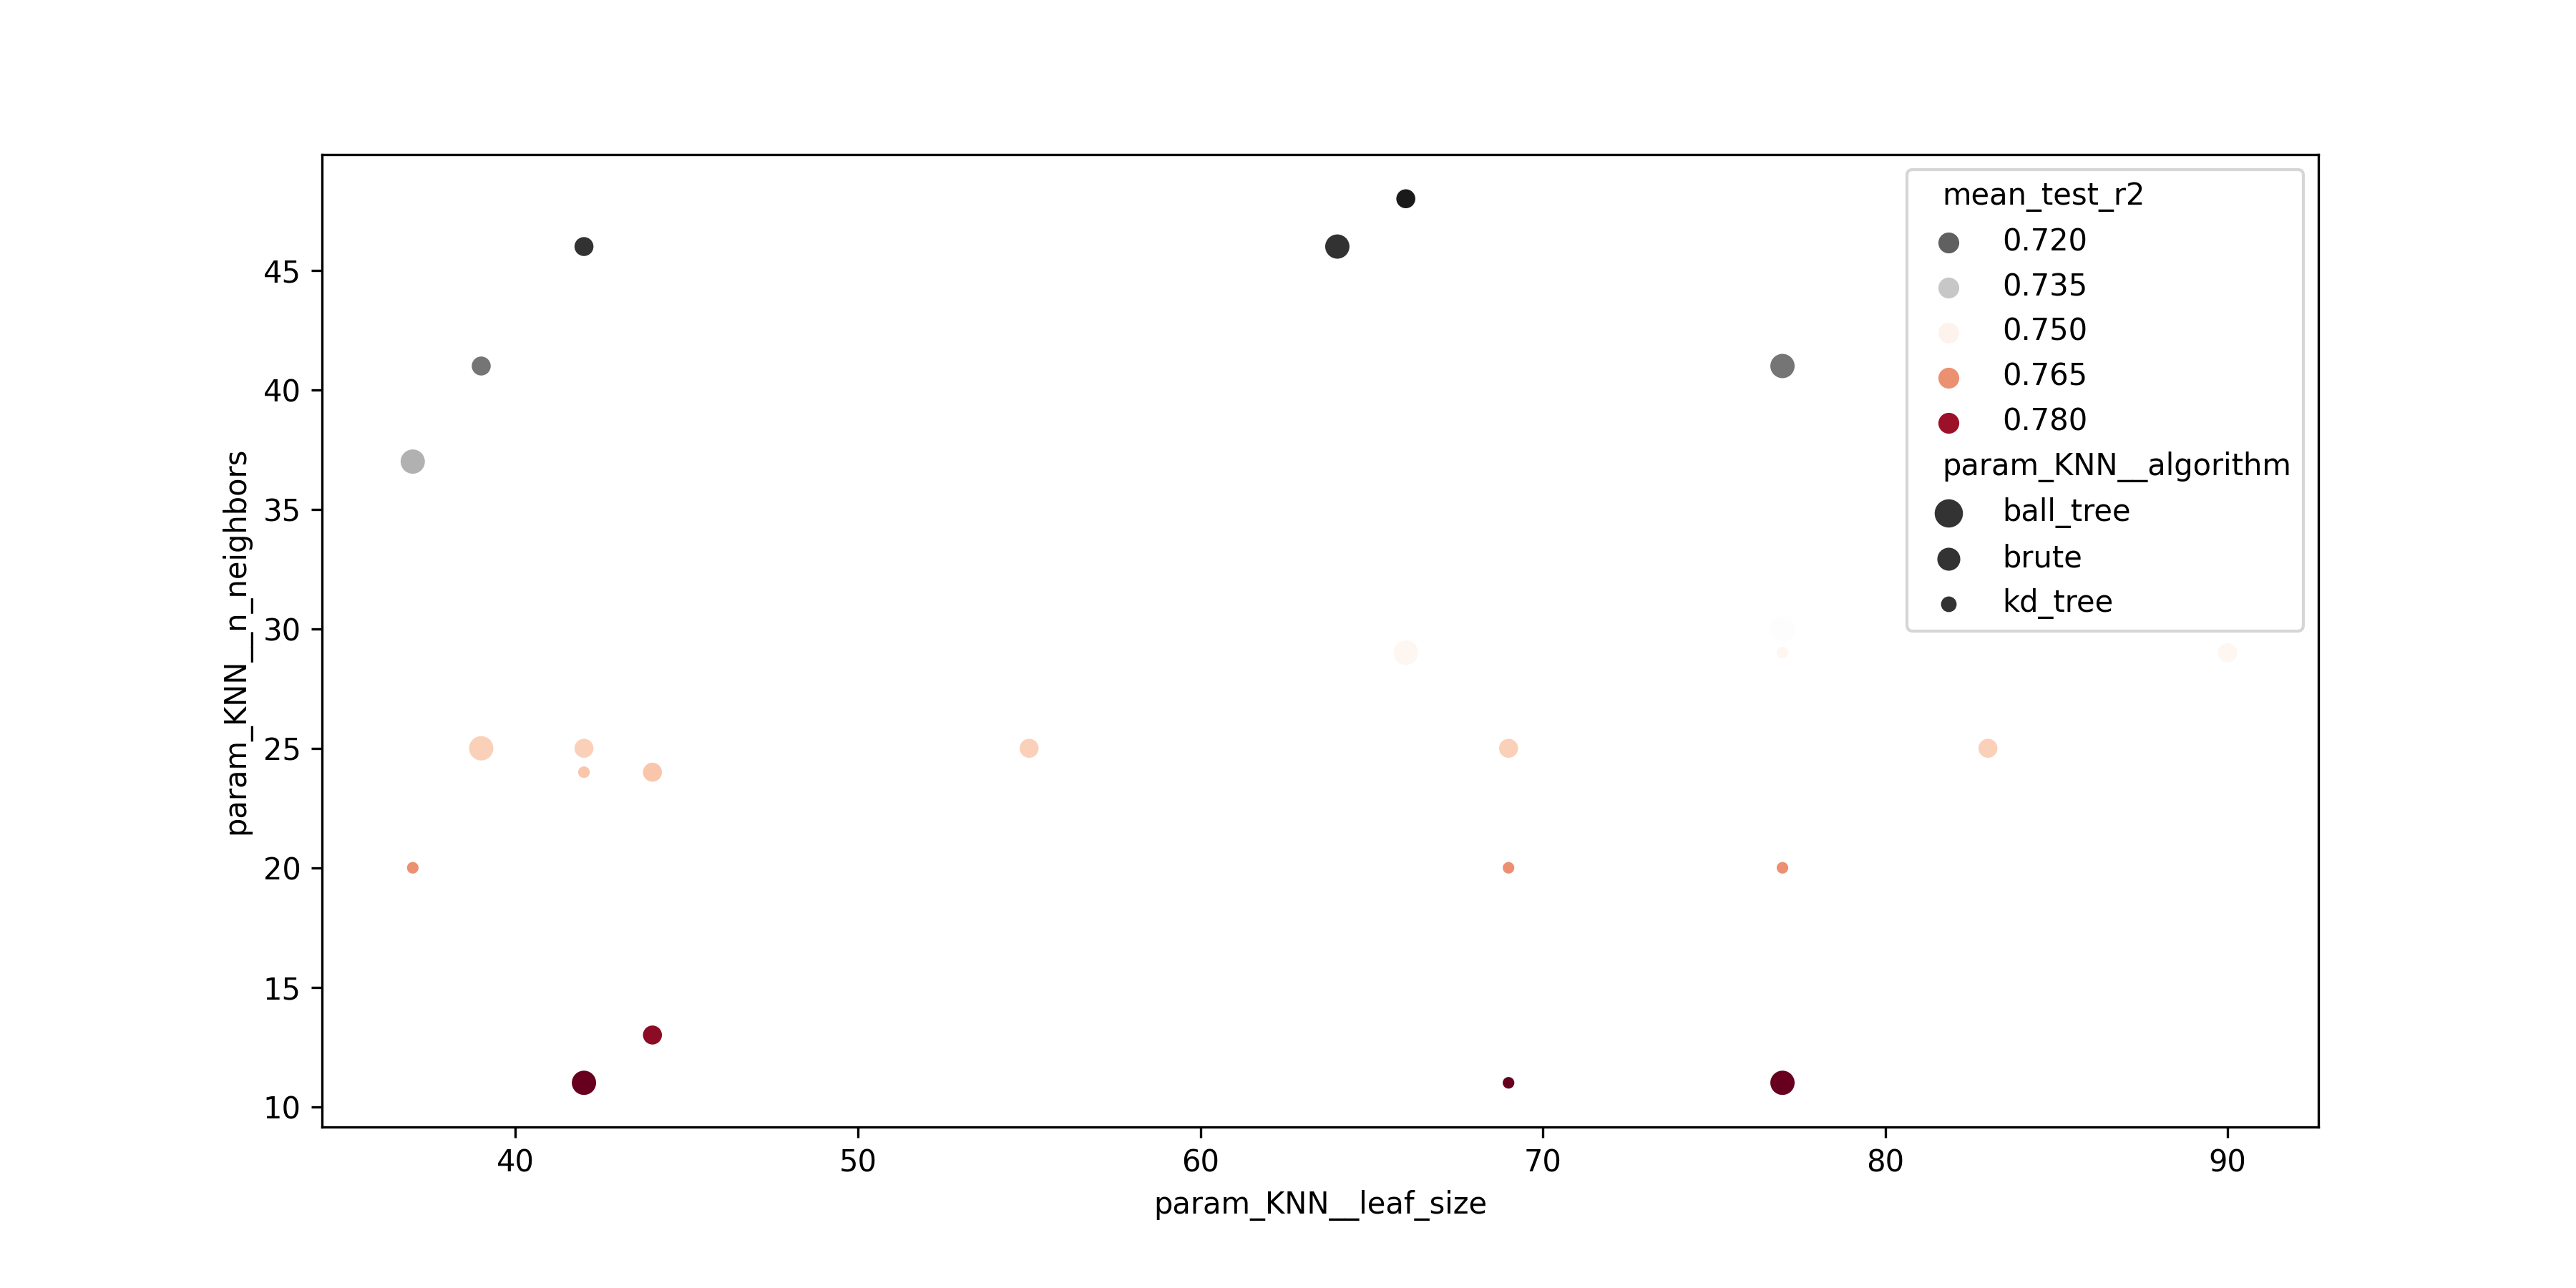 mean_test_r2
0.720
0.735
0.750
0.765
0.780
param_KNN__algorithm
ball_tree
brute
kd_tree
param_KNN__n_neighbors
45
40
35
30
25
20
15
10
40 50 60 70 80 90
param_KNN__leaf_size